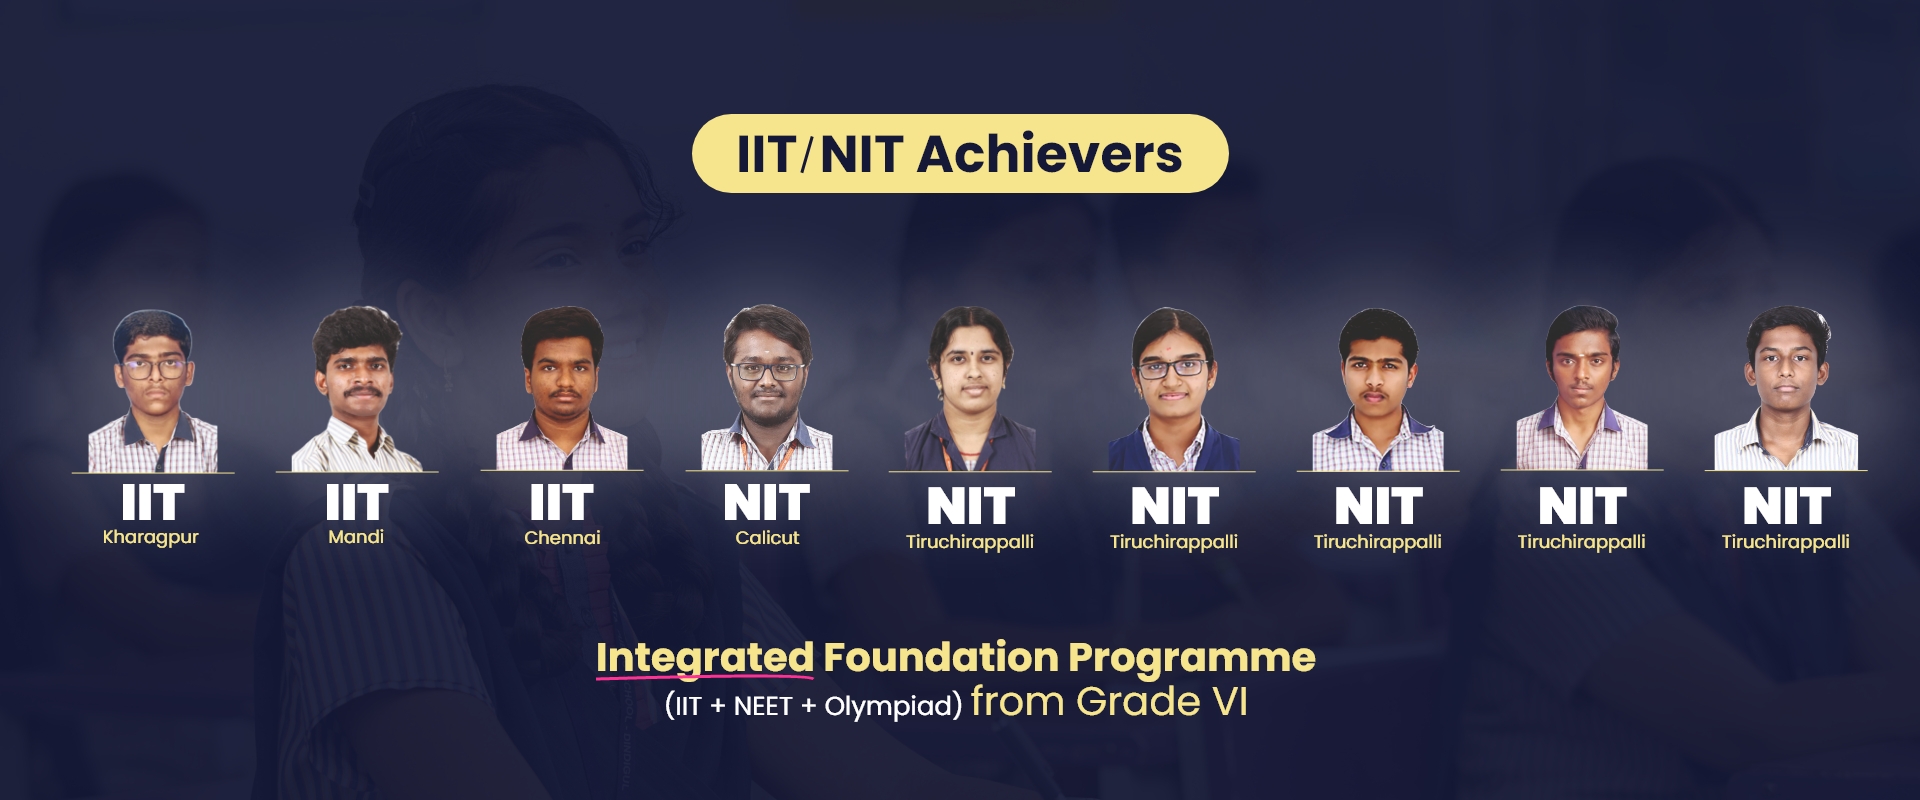 IIT/NIT Achievers
IIT
Kharagpur
IIT
Mandi
IIT
Chennai
NIT
Calicut
NIT
Tiruchirappalli
NIT
Tiruchirappalli
NIT
Tiruchirappalli
NIT
Tiruchirappalli
NIT
Tiruchirappalli
Integrated Foundation Programme
(IIT + NEET + Olympiad) from Grade VI